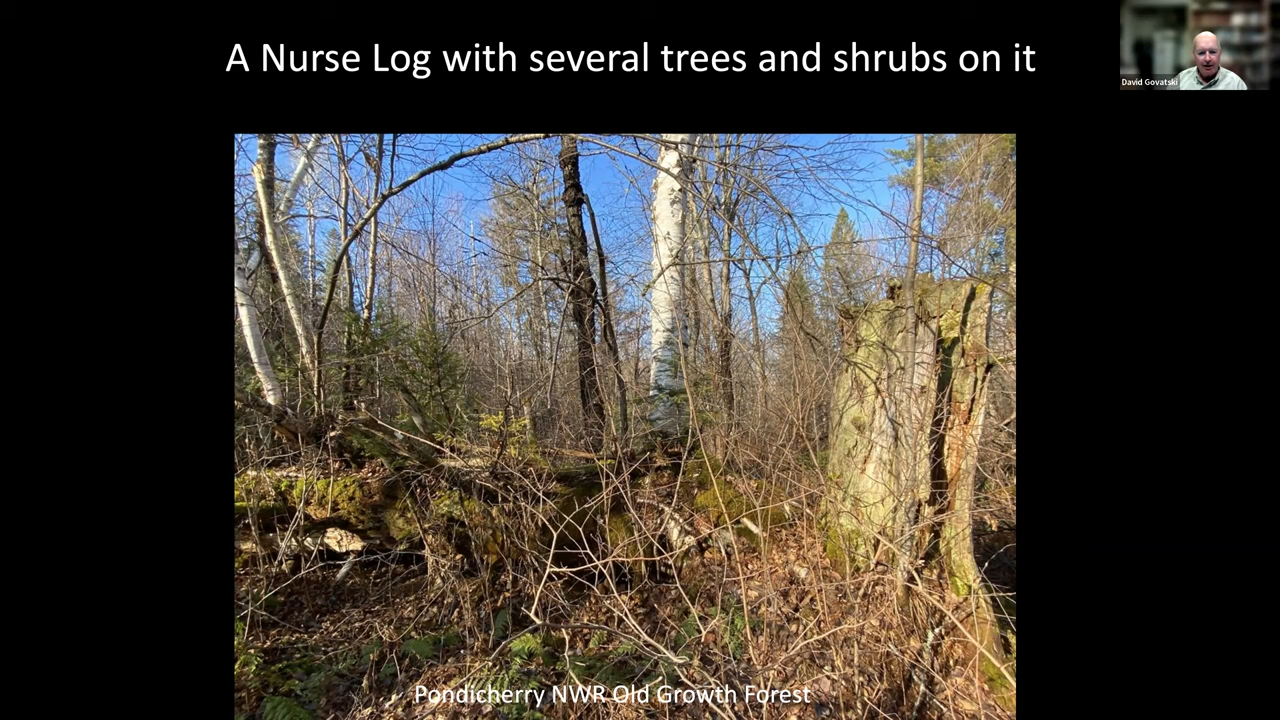 A Nurse Log with several trees and shrubs on it
David Govatski
Pondicherry NWR Old Growth Forest